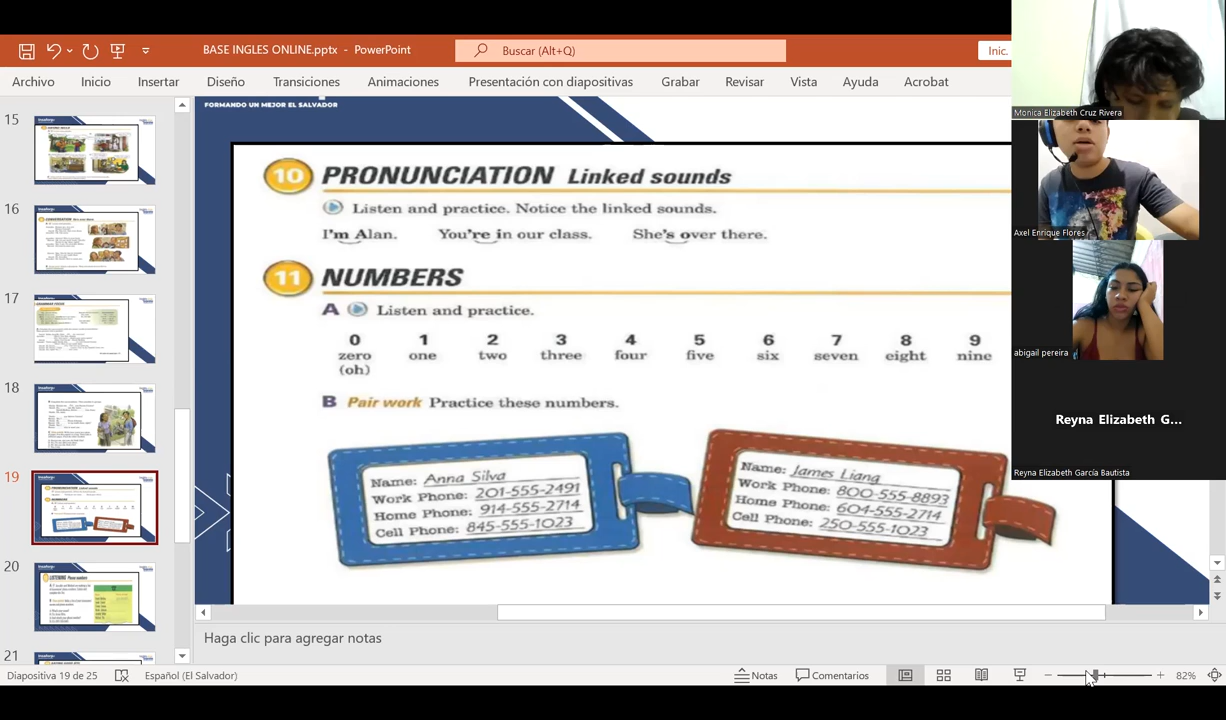 BASE INGLES ONLINE.pptx - PowerPoint
Buscar (Alt+Q)
Inic.
Archivo Inicio Insertar Diseño Transiciones Animaciones Presentación con diapositivas Grabar Revisar Vista Ayuda Acrobat
FORMANDO UN MEJOR EL SALVADOR
15
16
17
18
19
20
21
10 PRONUNCIATION Linked sounds
Listen and practice. Notice the linked sounds.
I'm Alan. You're in our class. She's over there.
11 NUMBERS
A Listen and practice.
0 1 2 3 4 5 6 7 8 9
zero one two three four five six seven eight nine
(oh)
B Pair work Practice these numbers.
Name: Anna Silva
Work Phone: 201-555-2491
Home Phone: 914-555-2714
Cell Phone: 845-555-1023
Name: James Liang
Work Phone: 800-555-8893
Home Phone: 604-555-2714
Cell Phone: 250-555-1023
Monica Elizabeth Cruz Rivera
Axel Enrique Flores
abigail pereira
Reyna Elizabeth G...
Reyna Elizabeth García Bautista
Haga clic para agregar notas
Diapositiva 19 de 25 Español (El Salvador) Notas Comentarios 82%